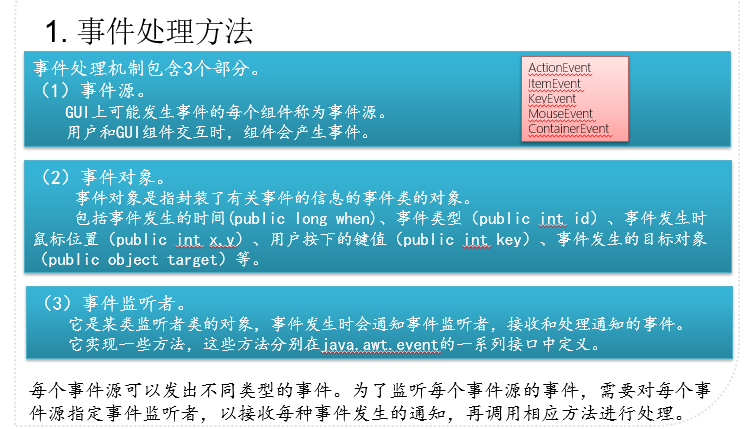 1. 事件处理方法
事件处理机制包含3个部分。
（1）事件源。
GUI上可能发生事件的每个组件称为事件源。
用户和GUI组件交互时，组件会产生事件。
ActionEvent
ItemEvent
KeyEvent
MouseEvent
ContainerEvent
（2）事件对象。
事件对象是指封装了有关事件的信息的事件类的对象。
包括事件发生的时间(public long when)、事件类型（public int id）、事件发生时
鼠标位置（public int x,y）、用户按下的键值（public int key）、事件发生的目标对象
（public object target）等。
（3）事件监听者。
它是某类监听者类的对象，事件发生时会通知事件监听者，接收和处理通知的事件。
它实现一些方法，这些方法分别在java.awt.event的一系列接口中定义。
每个事件源可以发出不同类型的事件。为了监听每个事件源的事件，需要对每个事
件源指定事件监听者，以接收每种事件发生的通知，再调用相应方法进行处理。